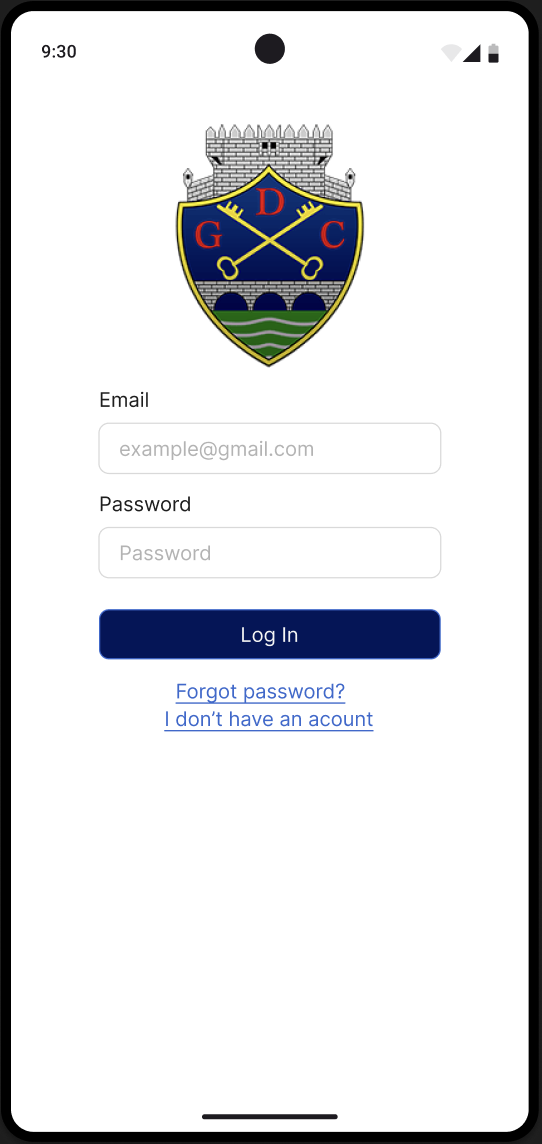 9:30
D
G C
Email
example@gmail.com
Password
Password
Log In
Forgot password?
I don’t have an acount